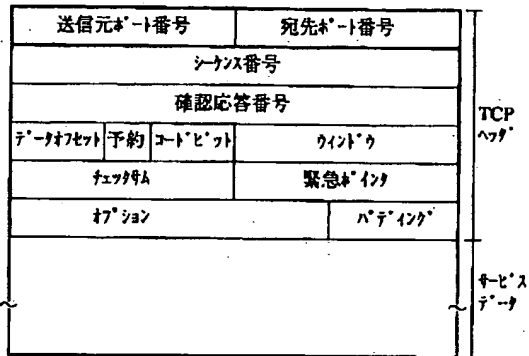 送信元ﾎﾟｰﾄ番号
宛先ﾎﾟｰﾄ番号
ｼｰｹﾝｽ番号
確認応答番号
TCP
ﾍｯﾀﾞ
ﾃﾞｰﾀｵﾌｾｯﾄ
予約
ｺｰﾄﾞﾋﾞｯﾄ
ｳｨﾝﾄﾞｳ
ﾁｪｯｸｻﾑ
緊急ﾎﾟｲﾝﾀ
ｵﾌﾟｼｮﾝ
ﾊﾟﾃﾞｨﾝｸﾞ
ｻｰﾋﾞｽ
ﾃﾞｰﾀ